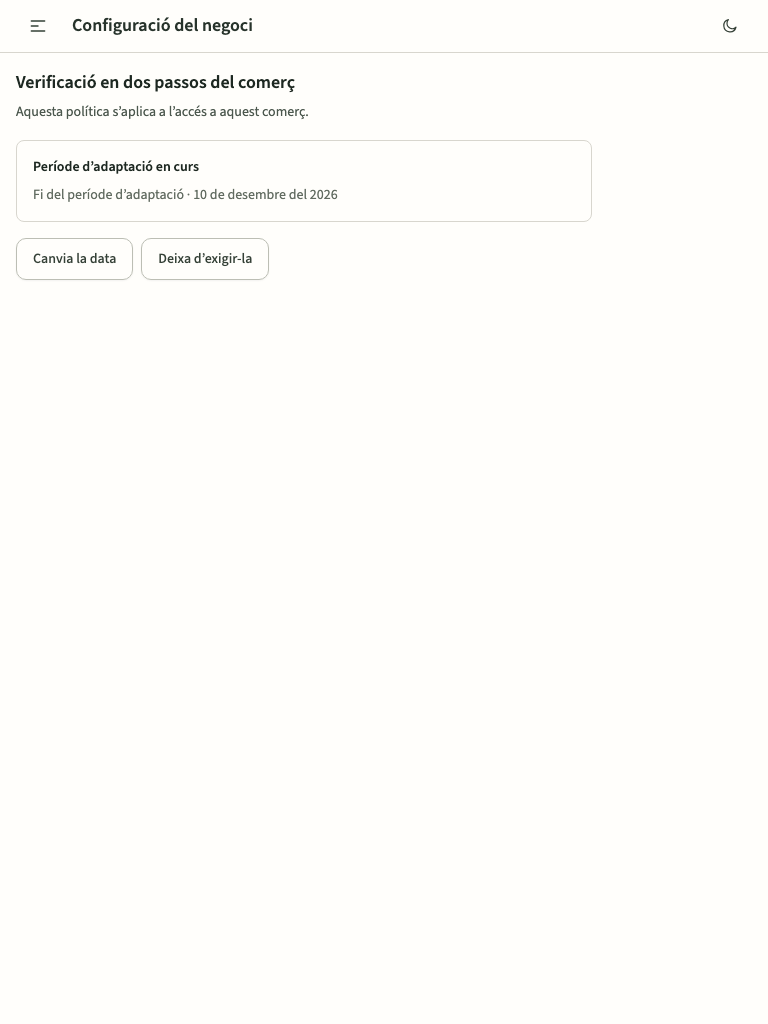 Configuració del negoci
Verificació en dos passos del comerç
Aquesta política s’aplica a l’accés a aquest comerç.
Període d’adaptació en curs
Fi del període d’adaptació · 10 de desembre del 2026
Canvia la data
Deixa d’exigir-la